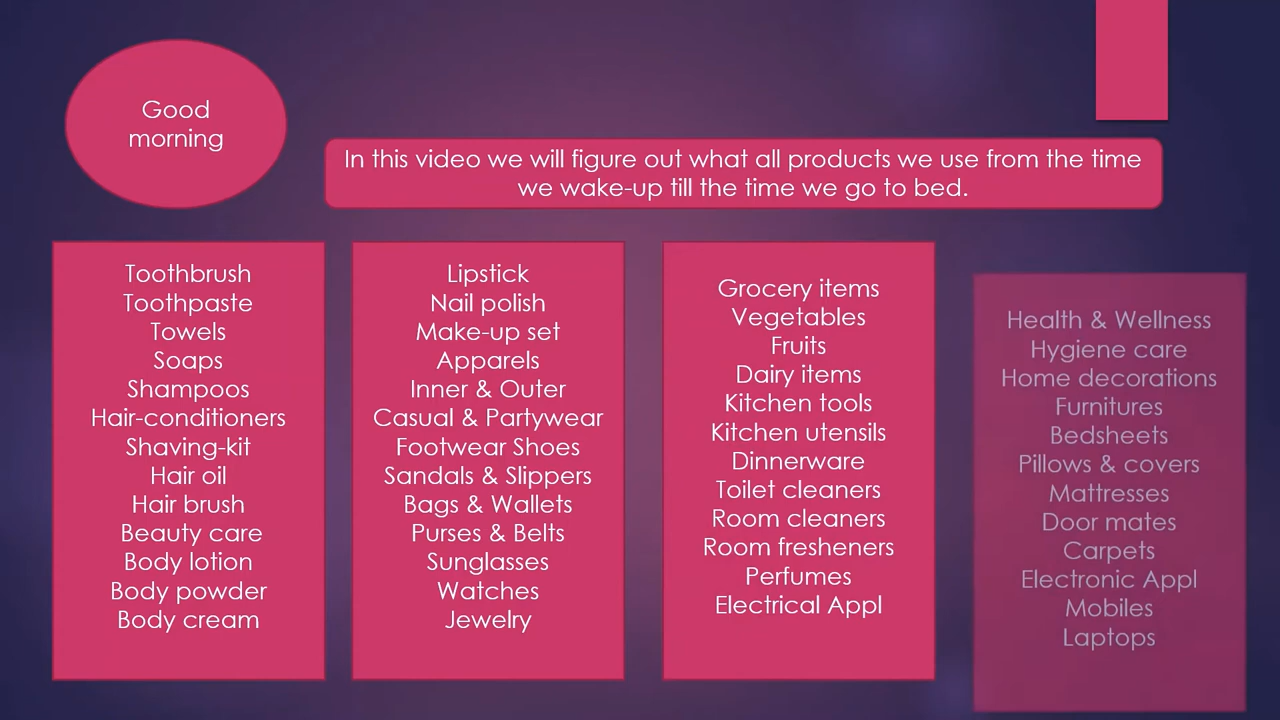 Good
morning
In this video we will figure out what all products we use from the time
we wake-up till the time we go to bed.
Toothbrush
Toothpaste
Towels
Soaps
Shampoos
Hair-conditioners
Shaving-kit
Hair oil
Hair brush
Beauty care
Body lotion
Body powder
Body cream
Lipstick
Nail polish
Make-up set
Apparels
Inner & Outer
Casual & Partywear
Footwear Shoes
Sandals & Slippers
Bags & Wallets
Purses & Belts
Sunglasses
Watches
Jewelry
Grocery items
Vegetables
Fruits
Dairy items
Kitchen tools
Kitchen utensils
Dinnerware
Toilet cleaners
Room cleaners
Room fresheners
Perfumes
Electrical Appl
Health & Wellness
Hygiene care
Home decorations
Furnitures
Bedsheets
Pillows & covers
Mattresses
Door mates
Carpets
Electronic Appl
Mobiles
Laptops